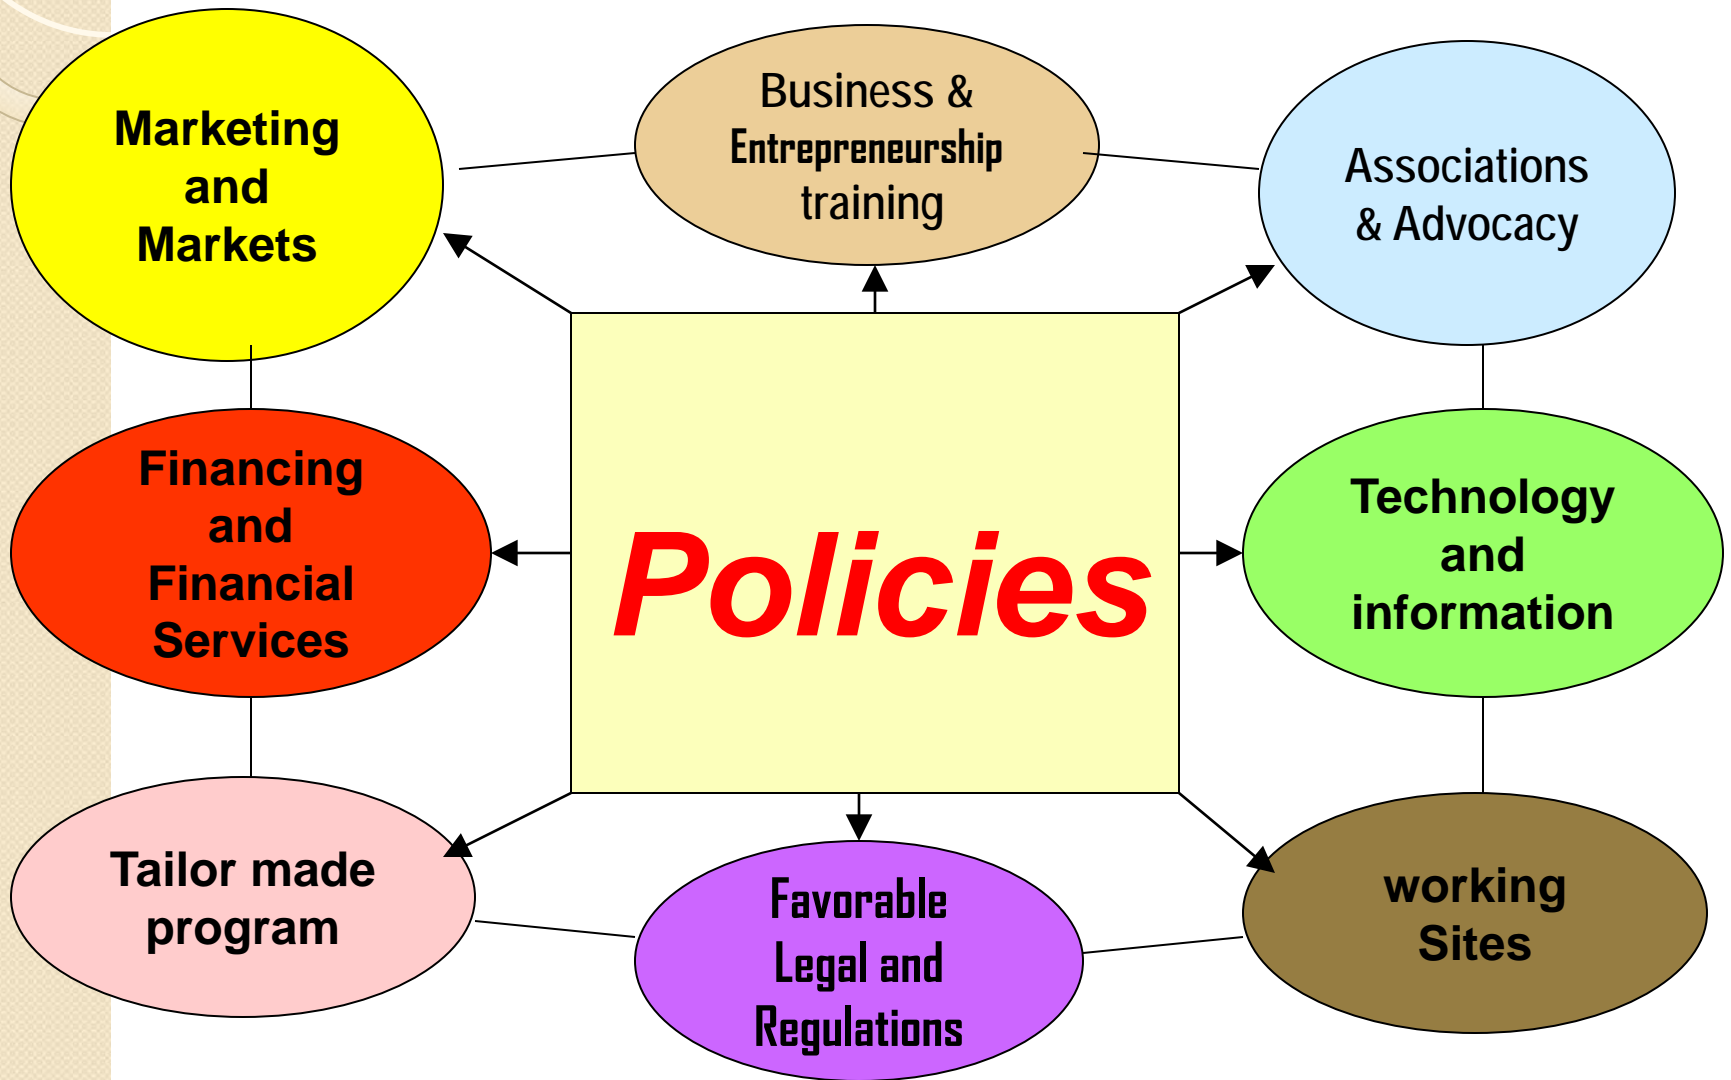 Marketing
and
Markets
Business &
Entrepreneurship
training
Associations
& Advocacy
Financing
and
Financial
Services
Policies
Technology
and
information
Tailor made
program
Favorable
Legal and
Regulations
working
Sites